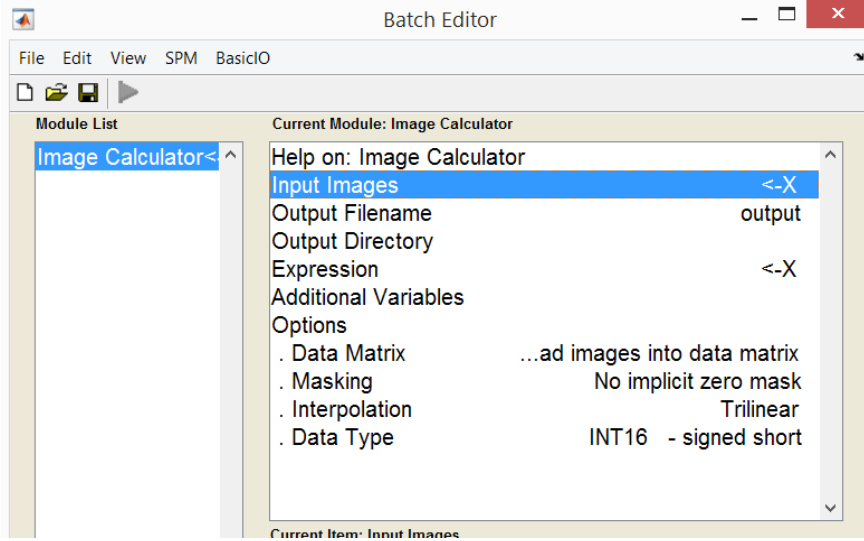 Batch Editor
File Edit View SPM BasicIO
Module List
Current Module: Image Calculator
Image Calculator<-
Help on: Image Calculator
Input Images <-X
Output Filename output
Output Directory
Expression <-X
Additional Variables
Options
. Data Matrix ...ad images into data matrix
. Masking No implicit zero mask
. Interpolation Trilinear
. Data Type INT16 - signed short
Current Item: Input Images